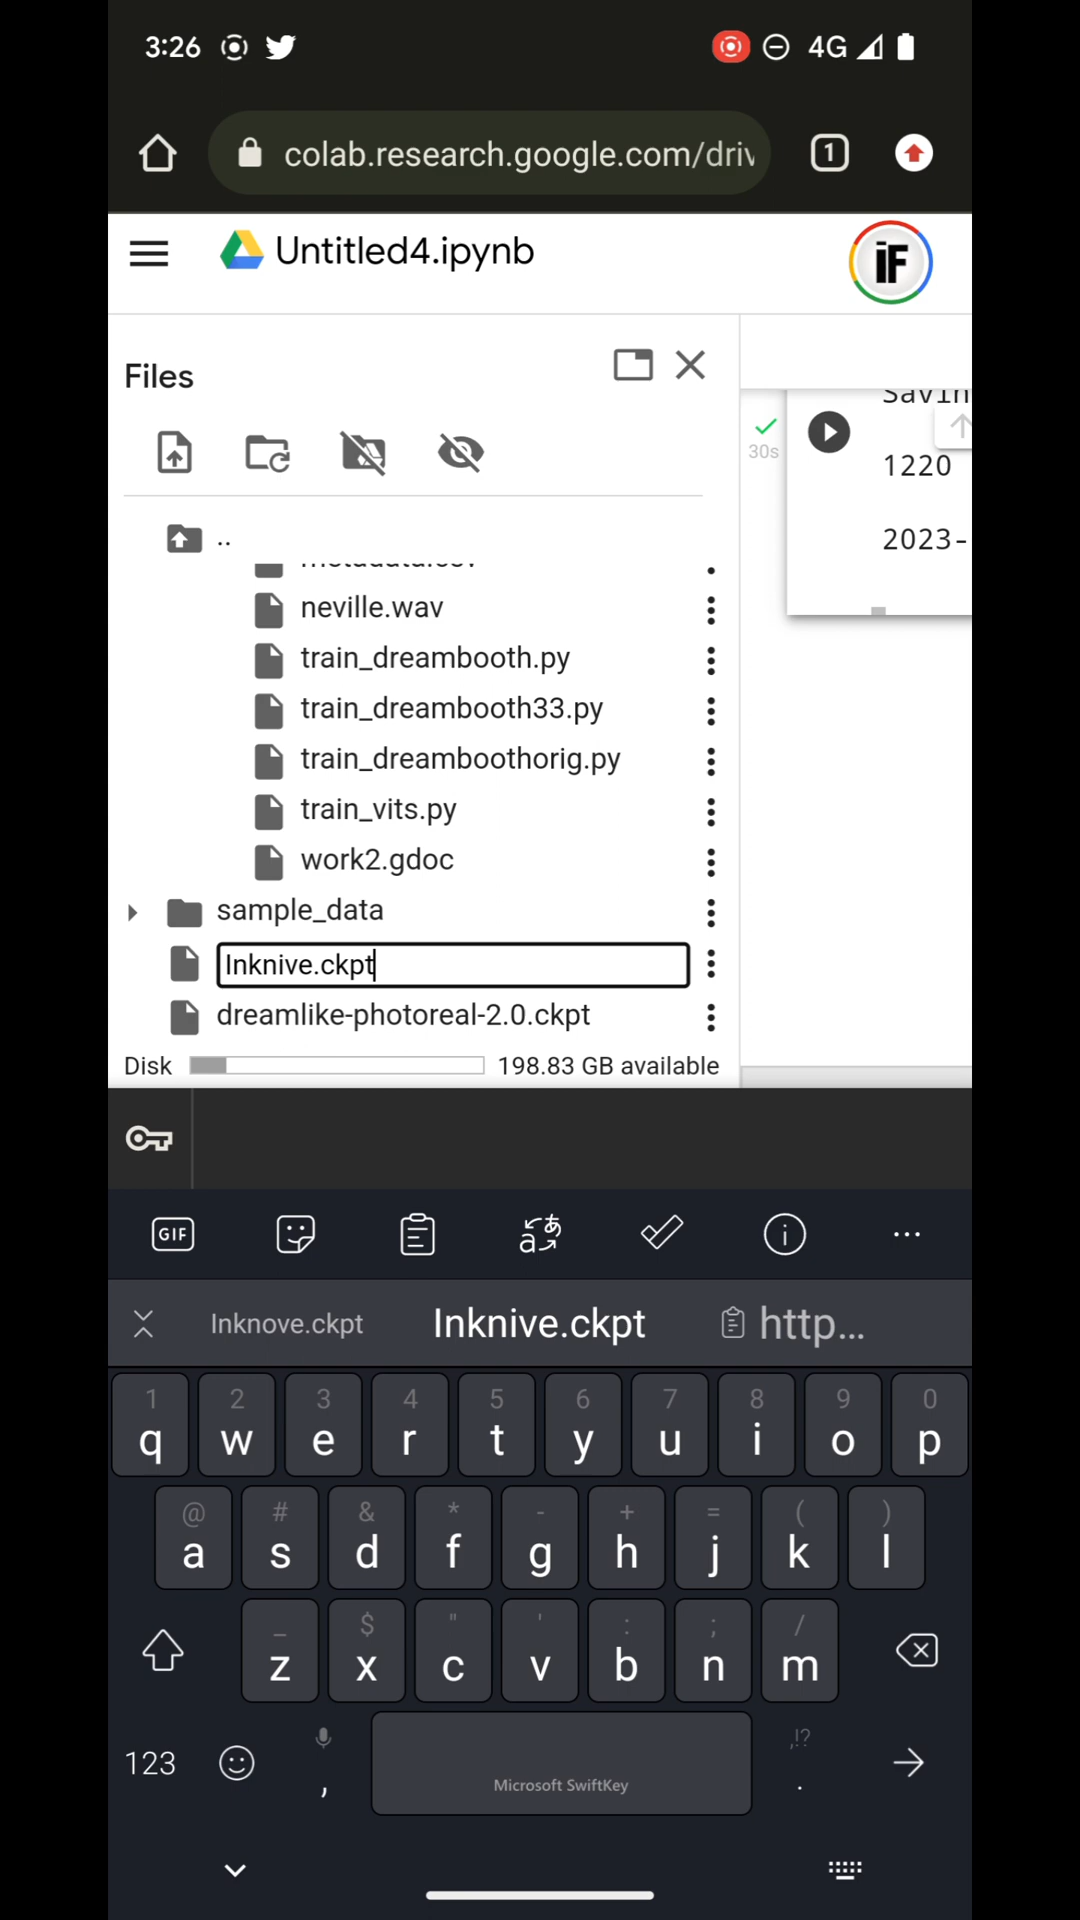 3:26
4G
colab.research.google.com/driv
1
Untitled4.ipynb
iF
Files
30s
1220
2023-
..
metadata.csv
neville.wav
train_dreambooth.py
train_dreambooth33.py
train_dreamboothorig.py
train_vits.py
work2.gdoc
sample_data
Inknive.ckpt
dreamlike-photoreal-2.0.ckpt
Disk 198.83 GB available
GIF
Inknove.ckpt Inknive.ckpt http...
1 2 3 4 5 6 7 8 9 0
q w e r t y u i o p
@ # & * - + = ( )
a s d f g h j k l
_ $ " ' : ; /
z x c v b n m
,!?
123 , Microsoft SwiftKey .